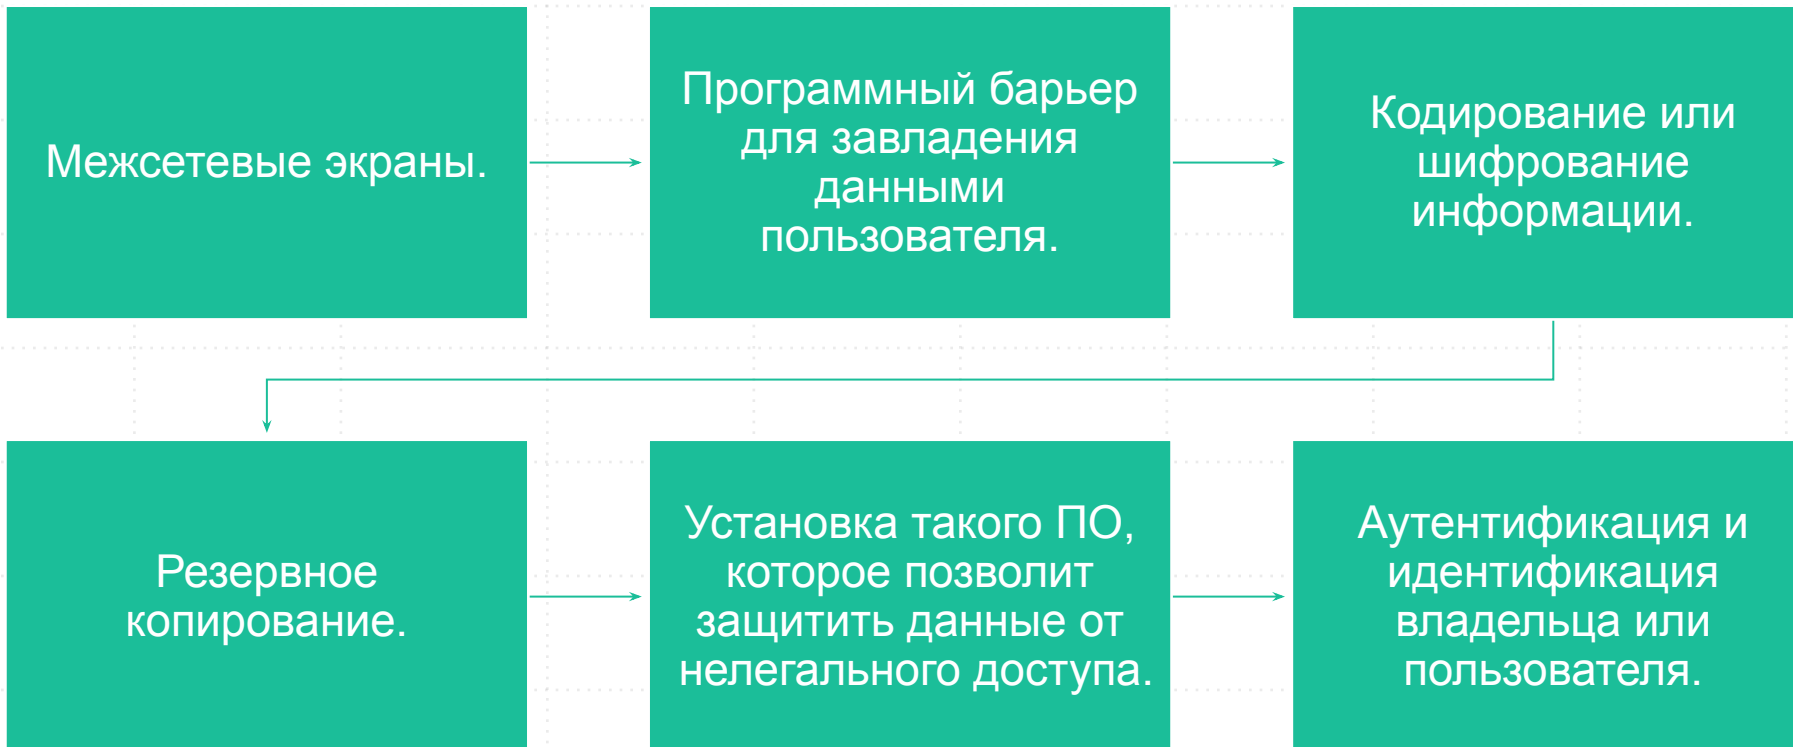 Межсетевые экраны.
Программный барьер
для завладения
данными
пользователя.
Кодирование или
шифрование
информации.
Резервное
копирование.
Установка такого ПО,
которое позволит
защитить данные от
нелегального доступа.
Аутентификация и
идентификация
владельца или
пользователя.